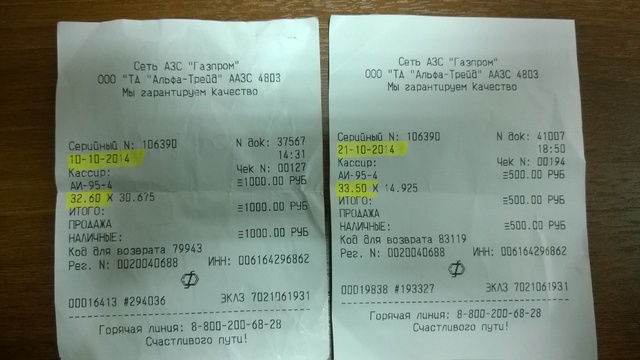 Сеть АЗС "Газпром"
ООО "ТД "Альфа-Трейд" ААЗС 4803
Мы гарантируем Качество
Серийный N: 106390 N док: 37567
10-10-2014 14:31
Кассир: Чек N: 00127
АИ-95-4 ≡1000.00 РУБ
32.60 X 30.675
ИТОГО: ≡1000.00 РУБ
ПРОДАЖА
НАЛИЧНЫЕ: ≡1000.00 РУБ
Код для возврата 79943
Рег. N: 0020040688 ИНН: 006164296862
00016413 #294036 ЭКЛЗ 7021061931
Горячая линия: 8-800-200-68-28
Счастливого пути!
Сеть АЗС "Газпром"
ООО "ТД "Альфа-Трейд" ААЗС 4803
Мы гарантируем Качество
Серийный N: 106390 N док: 41007
21-10-2014 18:50
Кассир: Чек N: 00194
АИ-95-4 ≡500.00 РУБ
33.50 X 14.925
ИТОГО: ≡500.00 РУБ
ПРОДАЖА
НАЛИЧНЫЕ: ≡500.00 РУБ
Код для возврата 83119
Рег. N: 0020040688 ИНН: 006164296862
00019838 #193327 ЭКЛЗ 7021061931
Горячая линия: 8-800-200-68-28
Счастливого пути!